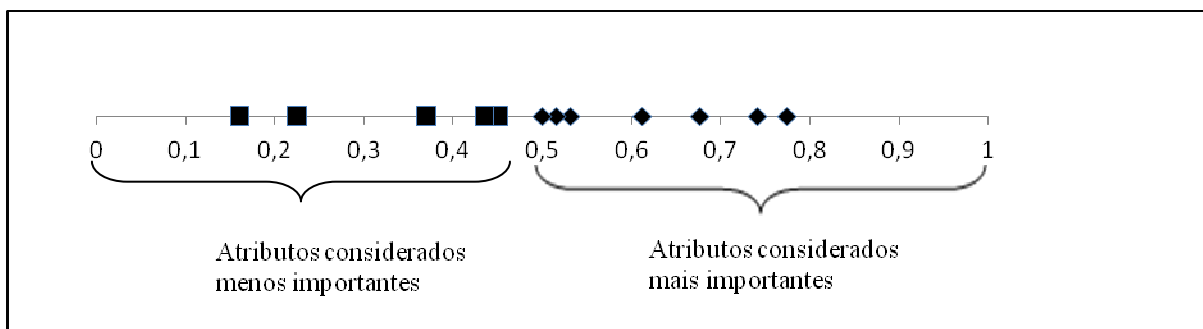 0 0,1 0,2 0,3 0,4 0,5 0,6 0,7 0,8 0,9 1
Atributos considerados
menos importantes
Atributos considerados
mais importantes